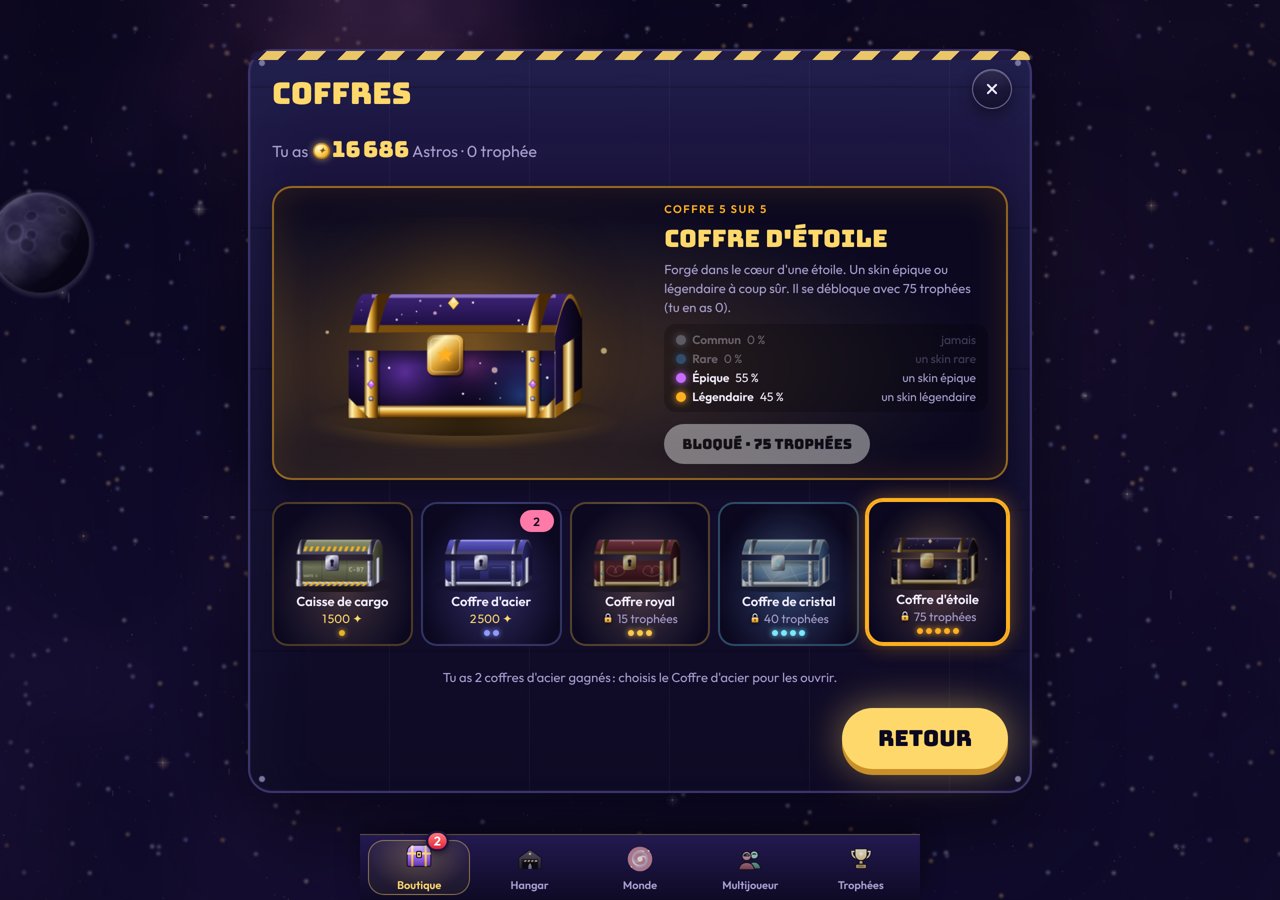 COFFRES
Tu as 16 686 Astros · 0 trophée
COFFRE 5 SUR 5
COFFRE D'ÉTOILE
Forgé dans le cœur d'une étoile. Un skin épique ou
légendaire à coup sûr. Il se débloque avec 75 trophées
(tu en as 0).
Commun 0 % jamais
Rare 0 % un skin rare
Épique 55 % un skin épique
Légendaire 45 % un skin légendaire
BLOQUÉ · 75 TROPHÉES
2
C-07
Caisse de cargo
1500 ✦
Coffre d'acier
2500 ✦
Coffre royal
15 trophées
Coffre de cristal
40 trophées
Coffre d'étoile
75 trophées
Tu as 2 coffres d'acier gagnés : choisis le Coffre d'acier pour les ouvrir.
RETOUR
2
Boutique
Hangar
Monde
Multijoueur
Trophées